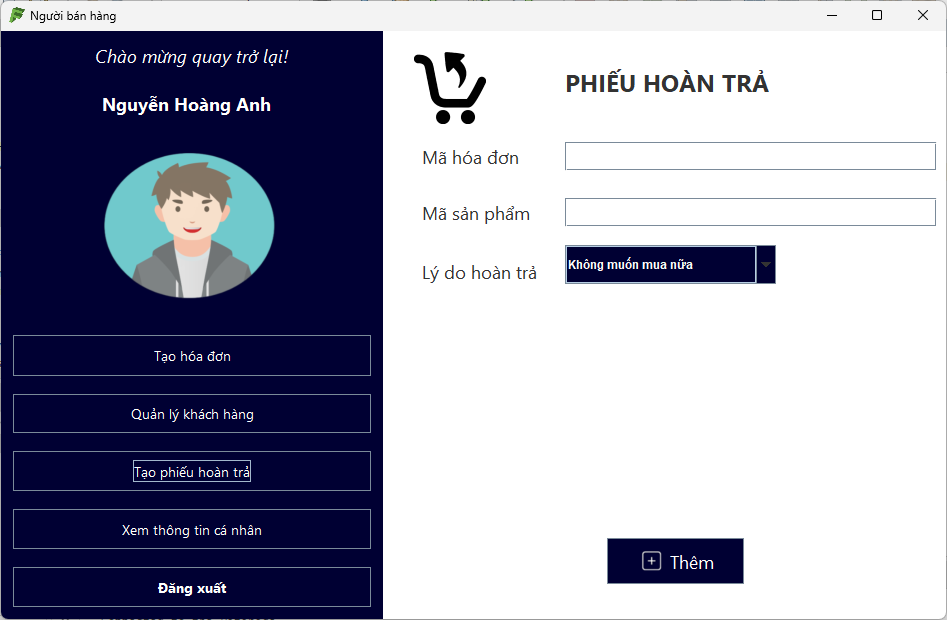 Người bán hàng
Chào mừng quay trở lại!
Nguyễn Hoàng Anh
Tạo hóa đơn
Quản lý khách hàng
Tạo phiếu hoàn trả
Xem thông tin cá nhân
Đăng xuất
PHIẾU HOÀN TRẢ
Mã hóa đơn
Mã sản phẩm
Lý do hoàn trả
Không muốn mua nữa
Thêm